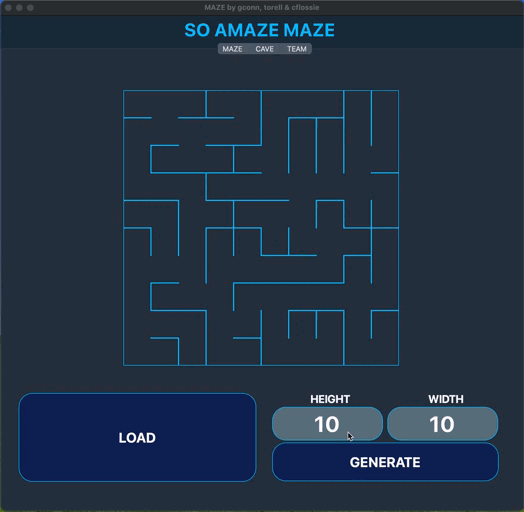 MAZE by gconn, torell & cflossie
SO AMAZE MAZE
MAZE CAVE TEAM
HEIGHT WIDTH
LOAD 10 10
GENERATE